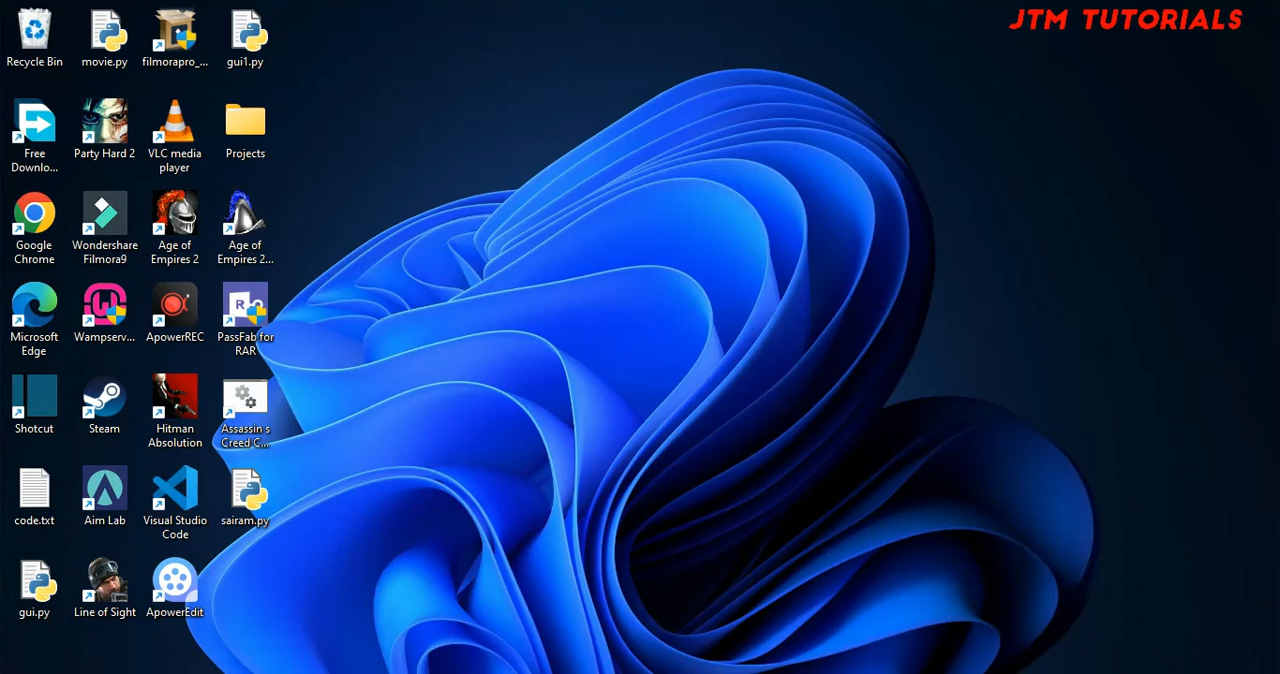 JTM TUTORIALS
Recycle Bin
movie.py
filmorapro_...
gui1.py
Free
Downlo...
Party Hard 2
VLC media
player
Projects
Google
Chrome
Wondershare
Filmora9
Age of
Empires 2
Age of
Empires 2...
Microsoft
Edge
Wampserv...
ApowerREC
PassFab for
RAR
Shotcut
Steam
Hitman
Absolution
Assassin s
Creed C...
code.txt
Aim Lab
Visual Studio
Code
sairam.py
gui.py
Line of Sight
ApowerEdit